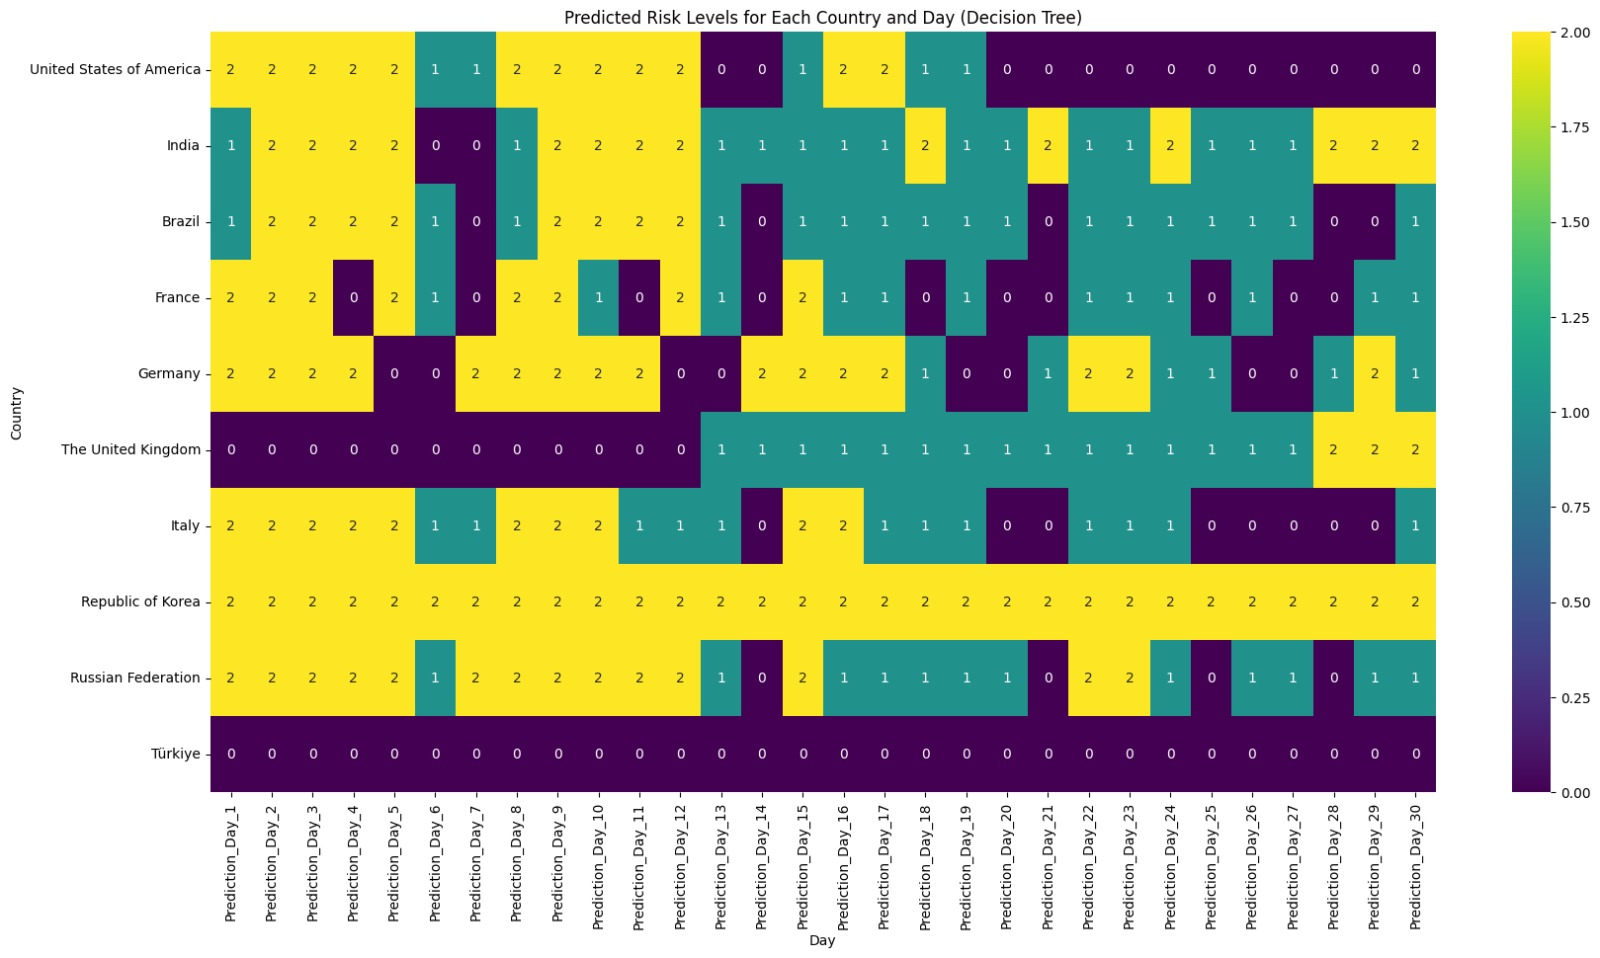 Predicted Risk Levels for Each Country and Day (Decision Tree)
United States of America 2 2 2 2 2 1 1 2 2 2 2 2 0 0 1 2 2 1 1 0 0 0 0 0 0 0 0 0 0 0
India 1 2 2 2 2 0 0 1 2 2 2 2 1 1 1 1 1 2 1 1 2 1 1 2 1 1 1 2 2 2
Brazil 1 2 2 2 2 1 0 1 2 2 2 2 1 0 1 1 1 1 1 1 0 1 1 1 1 1 1 0 0 1
France 2 2 2 0 2 1 0 2 2 1 0 2 1 0 2 1 1 0 1 0 0 1 1 1 0 1 0 0 1 1
Germany 2 2 2 2 0 0 2 2 2 2 2 0 0 2 2 2 2 1 0 0 1 2 2 1 1 0 0 1 2 1
The United Kingdom 0 0 0 0 0 0 0 0 0 0 0 0 1 1 1 1 1 1 1 1 1 1 1 1 1 1 1 2 2 2
Italy 2 2 2 2 2 1 1 2 2 2 1 1 1 0 2 2 1 1 1 0 0 1 1 1 0 0 0 0 0 1
Republic of Korea 2 2 2 2 2 2 2 2 2 2 2 2 2 2 2 2 2 2 2 2 2 2 2 2 2 2 2 2 2 2
Russian Federation 2 2 2 2 2 1 2 2 2 2 2 2 1 0 2 1 1 1 1 1 0 2 2 1 0 1 1 0 1 1
Türkiye 0 0 0 0 0 0 0 0 0 0 0 0 0 0 0 0 0 0 0 0 0 0 0 0 0 0 0 0 0 0
Country
Prediction_Day_1
Prediction_Day_2
Prediction_Day_3
Prediction_Day_4
Prediction_Day_5
Prediction_Day_6
Prediction_Day_7
Prediction_Day_8
Prediction_Day_9
Prediction_Day_10
Prediction_Day_11
Prediction_Day_12
Prediction_Day_13
Prediction_Day_14
Prediction_Day_15
Prediction_Day_16
Prediction_Day_17
Prediction_Day_18
Prediction_Day_19
Prediction_Day_20
Prediction_Day_21
Prediction_Day_22
Prediction_Day_23
Prediction_Day_24
Prediction_Day_25
Prediction_Day_26
Prediction_Day_27
Prediction_Day_28
Prediction_Day_29
Prediction_Day_30
Day
2.00
1.75
1.50
1.25
1.00
0.75
0.50
0.25
0.00